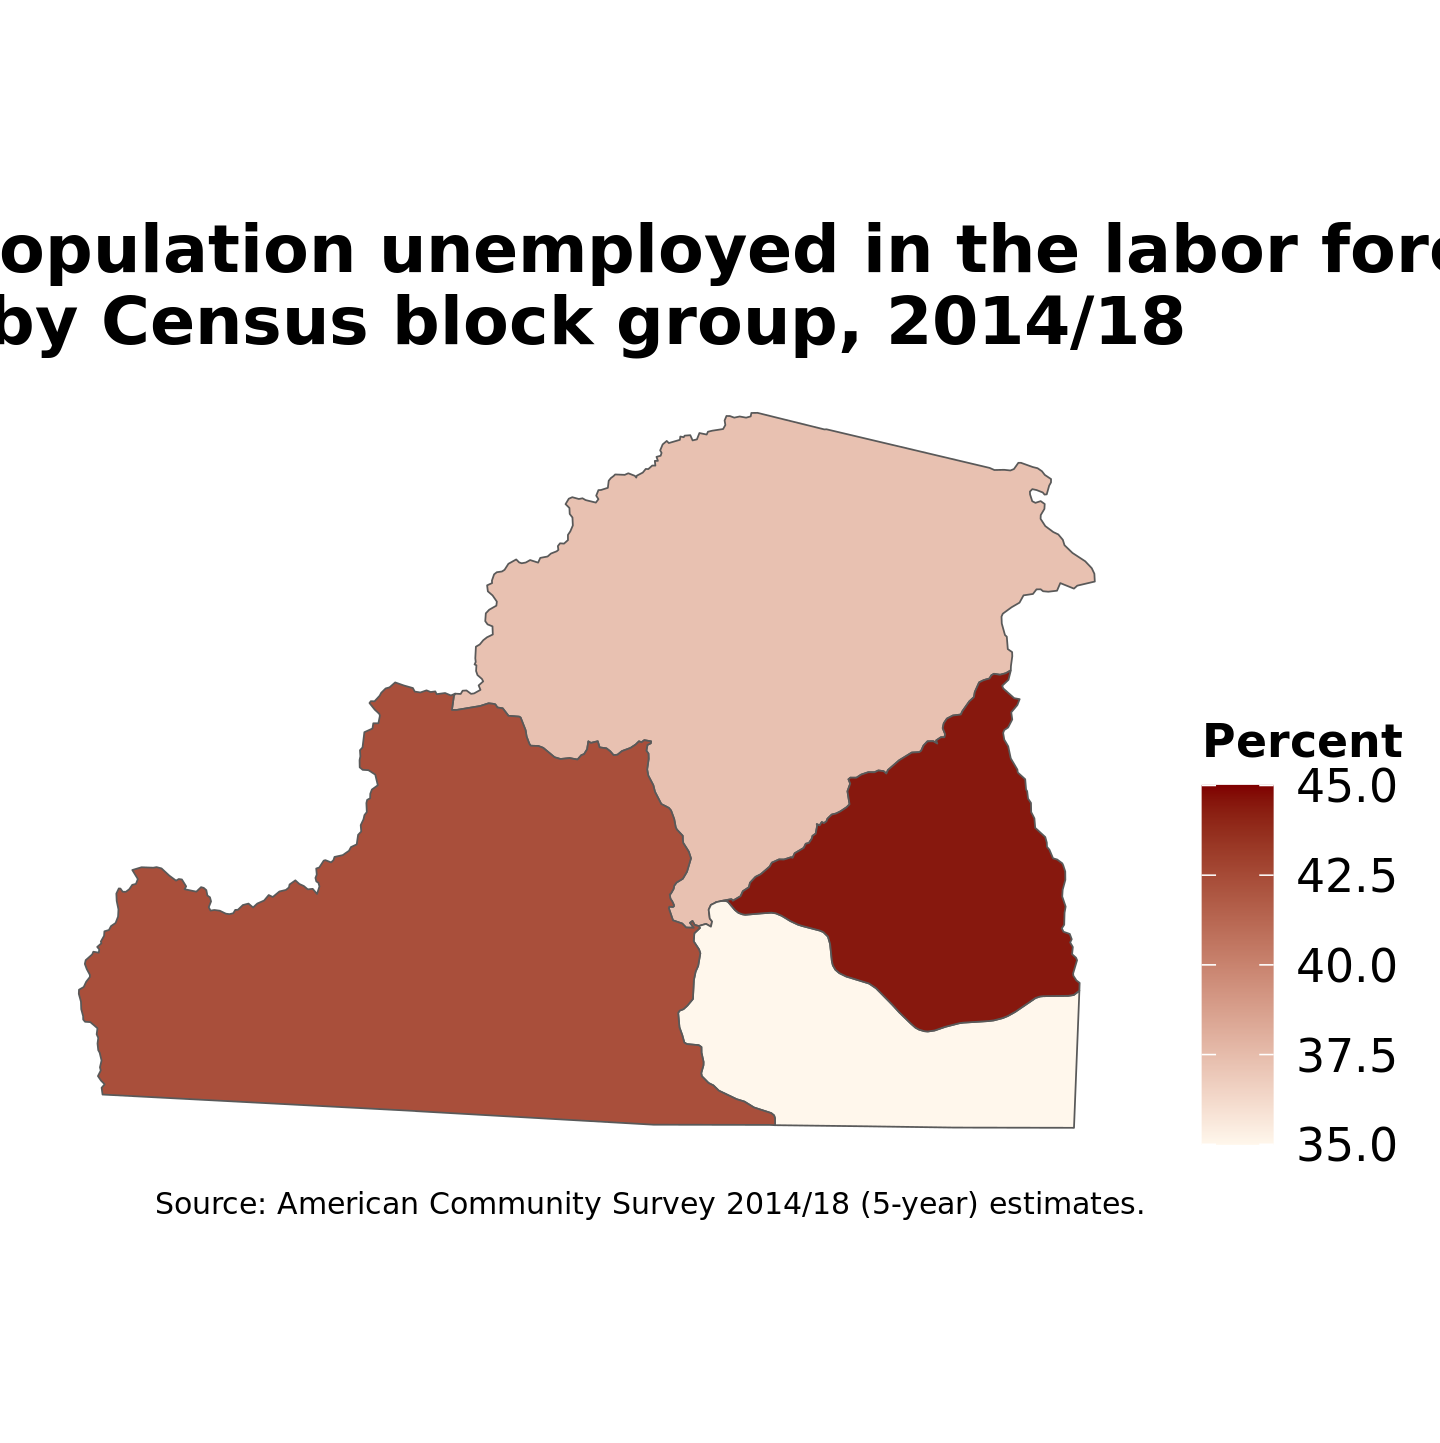 opulation unemployed in the labor forc
by Census block group, 2014/18
Percent
45.0
42.5
40.0
37.5
35.0
Source: American Community Survey 2014/18 (5-year) estimates.